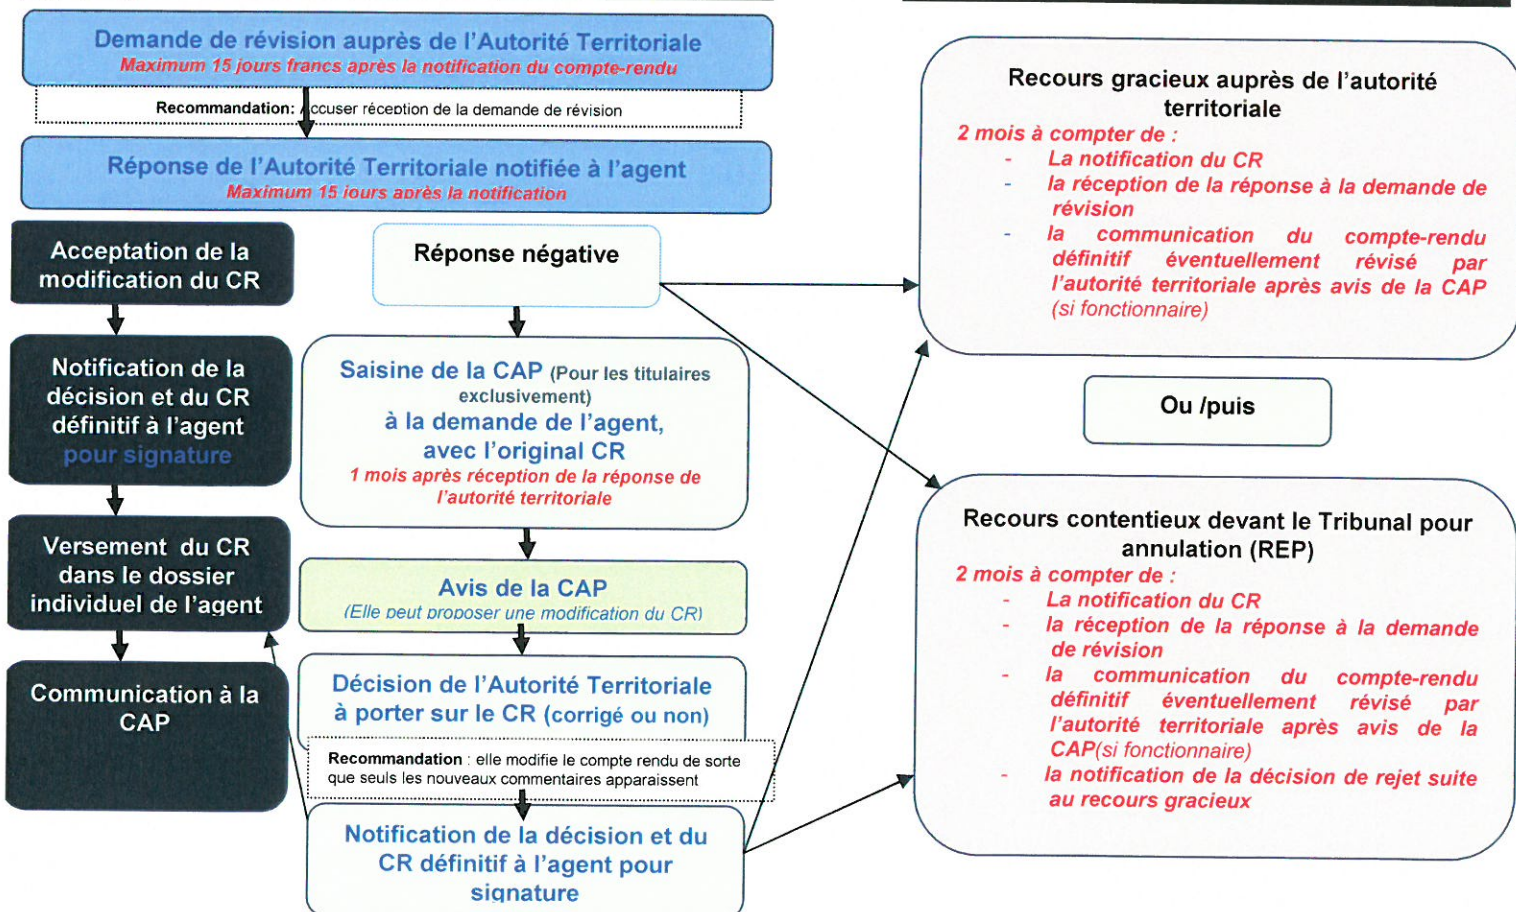 Demande de révision auprès de l'Autorité Territoriale
Maximum 15 jours francs après la notification du compte-rendu
Recommandation: Accuser réception de la demande de révision
Réponse de l'Autorité Territoriale notifiée à l'agent
Maximum 15 jours après la notification
Acceptation de la
modification du CR
Notification de la
décision et du CR
définitif à l'agent
pour signature
Versement du CR
dans le dossier
individuel de l'agent
Communication à la
CAP
Réponse négative
Saisine de la CAP (Pour les titulaires
exclusivement)
à la demande de l'agent,
avec l'original CR
1 mois après réception de la réponse de
l'autorité territoriale
Avis de la CAP
(Elle peut proposer une modification du CR)
Décision de l'Autorité Territoriale
à porter sur le CR (corrigé ou non)
Recommandation : elle modifie le compte rendu de sorte
que seuls les nouveaux commentaires apparaissent
Notification de la décision et du
CR définitif à l'agent pour
signature
Recours gracieux auprès de l'autorité
territoriale
2 mois à compter de :
- La notification du CR
- la réception de la réponse à la demande de
révision
- la communication du compte-rendu
définitif éventuellement révisé par
l'autorité territoriale après avis de la CAP
(si fonctionnaire)
Ou /puis
Recours contentieux devant le Tribunal pour
annulation (REP)
2 mois à compter de :
- La notification du CR
- la réception de la réponse à la demande
de révision
- la communication du compte-rendu
définitif éventuellement révisé par
l'autorité territoriale après avis de la
CAP(si fonctionnaire)
- la notification de la décision de rejet suite
au recours gracieux